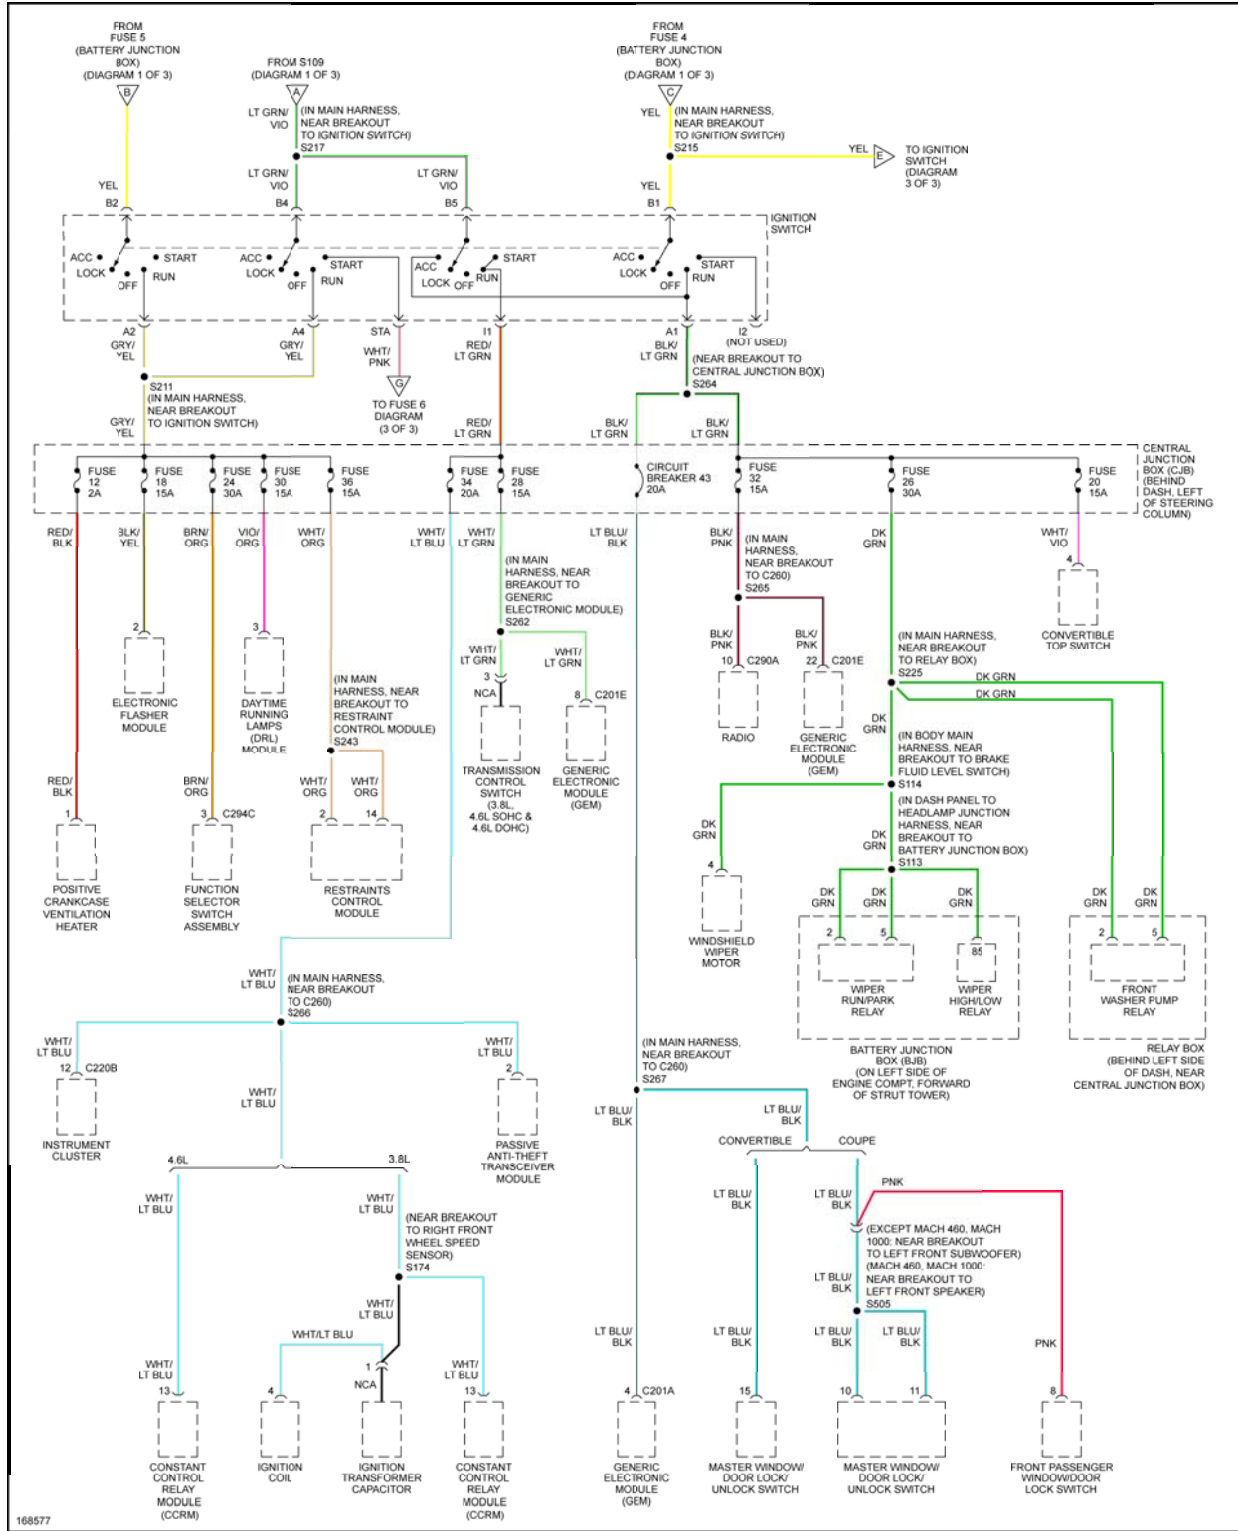 FROM
FUSE 5
(BATTERY JUNCTION
BOX)
(DIAGRAM 1 OF 3)
B
FROM S109
(DIAGRAM 1 OF 3)
A
FROM
FUSE 4
(BATTERY JUNCTION
BOX)
(DIAGRAM 1 OF 3)
C
LT GRN/
VIO
(IN MAIN HARNESS,
NEAR BREAKOUT
TO IGNITION SWITCH)
S217
YEL
(IN MAIN HARNESS,
NEAR BREAKOUT
TO IGNITION SWITCH)
S215
YEL
E
TO IGNITION
SWITCH
(DIAGRAM
3 OF 3)
YEL
B2
LT GRN/
VIO
B4
LT GRN/
VIO
B5
YEL
B1
IGNITION
SWITCH
ACC
LOCK
OFF
RUN
START
ACC
LOCK
OFF
RUN
START
ACC
LOCK
OFF
RUN
START
ACC
LOCK
OFF
RUN
START
A2
A4
STA
I1
A1
I2
(NOT USED)
GRY/
YEL
GRY/
YEL
WHT/
PNK
RED/
LT GRN
BLK/
LT GRN
(NEAR BREAKOUT TO
CENTRAL JUNCTION BOX)
S264
S211
(IN MAIN HARNESS,
NEAR BREAKOUT
TO IGNITION SWITCH)
G
TO FUSE 6
DIAGRAM
(3 OF 3)
GRY/
YEL
RED/
LT GRN
BLK/
LT GRN
BLK/
LT GRN
CENTRAL
JUNCTION
BOX (CJB)
(BEHIND
DASH, LEFT
OF STEERING
COLUMN)
FUSE
12
2A
FUSE
18
15A
FUSE
24
30A
FUSE
30
15A
FUSE
36
15A
FUSE
34
20A
FUSE
28
15A
CIRCUIT
BREAKER 43
20A
FUSE
32
15A
FUSE
26
30A
FUSE
20
15A
RED/
BLK
BLK/
YEL
BRN/
ORG
VIO/
ORG
WHT/
ORG
WHT/
LT BLU
WHT/
LT GRN
LT BLU/
BLK
BLK/
PNK
DK
GRN
WHT/
VIO
4
CONVERTIBLE
TOP SWITCH
(IN MAIN
HARNESS, NEAR
BREAKOUT TO
GENERIC
ELECTRONIC MODULE)
S262
(IN MAIN
HARNESS,
NEAR BREAKOUT
TO C260)
S265
2
ELECTRONIC
FLASHER
MODULE
3
DAYTIME
RUNNING
LAMPS
(DRL)
MODULE
WHT/
LT GRN
3
NCA
TRANSMISSION
CONTROL
SWITCH
(3.8L,
4.6L SOHC &
4.6L DOHC)
WHT/
LT GRN
8
C201E
GENERIC
ELECTRONIC
MODULE
(GEM)
BLK/
PNK
10
C290A
RADIO
BLK/
PNK
22
C201E
GENERIC
ELECTRONIC
MODULE
(GEM)
(IN MAIN HARNESS,
NEAR BREAKOUT
TO RELAY BOX)
S225
DK GRN
DK GRN
(IN MAIN
HARNESS, NEAR
BREAKOUT TO
RESTRAINT
CONTROL MODULE)
S243
DK
GRN
(IN BODY MAIN
HARNESS, NEAR
BREAKOUT TO BRAKE
FLUID LEVEL SWITCH)
S114
(IN DASH PANEL TO
HEADLAMP JUNCTION
HARNESS, NEAR
BREAKOUT TO
BATTERY JUNCTION BOX)
S113
RED/
BLK
1
POSITIVE
CRANKCASE
VENTILATION
HEATER
BRN/
ORG
3
C294C
FUNCTION
SELECTOR
SWITCH
ASSEMBLY
WHT/
ORG
2
WHT/
ORG
14
RESTRAINTS
CONTROL
MODULE
DK
GRN
4
WINDSHIELD
WIPER
MOTOR
DK
GRN
DK
GRN
2
DK
GRN
5
DK
GRN
85
WIPER
RUN/PARK
RELAY
WIPER
HIGH/LOW
RELAY
BATTERY JUNCTION
BOX (BJB)
(ON LEFT SIDE OF
ENGINE COMPT, FORWARD
OF STRUT TOWER)
DK
GRN
2
DK
GRN
5
FRONT
WASHER PUMP
RELAY
RELAY BOX
(BEHIND LEFT SIDE
OF DASH, NEAR
CENTRAL JUNCTION BOX)
WHT/
LT BLU
(IN MAIN HARNESS,
NEAR BREAKOUT
TO C260)
S266
WHT/
LT BLU
12
C220B
INSTRUMENT
CLUSTER
WHT/
LT BLU
WHT/
LT BLU
2
PASSIVE
ANTI-THEFT
TRANSCEIVER
MODULE
(IN MAIN HARNESS,
NEAR BREAKOUT
TO C260)
S267
LT BLU/
BLK
LT BLU/
BLK
CONVERTIBLE
COUPE
4.6L
3.8L
WHT/
LT BLU
WHT/
LT BLU
(NEAR BREAKOUT
TO RIGHT FRONT
WHEEL SPEED
SENSOR)
S174
LT BLU/
BLK
LT BLU/
BLK
PNK
(EXCEPT MACH 460, MACH
1000: NEAR BREAKOUT
TO LEFT FRONT SUBWOOFER)
(MACH 460, MACH 1000:
NEAR BREAKOUT TO
LEFT FRONT SPEAKER)
LT BLU/
BLK
S505
WHT/
LT BLU
WHT/LT BLU
WHT/
LT BLU
13
CONSTANT
CONTROL
RELAY
MODULE
(CCRM)
4
IGNITION
COIL
1
NCA
IGNITION
TRANSFORMER
CAPACITOR
WHT/
LT BLU
13
CONSTANT
CONTROL
RELAY
MODULE
(CCRM)
LT BLU/
BLK
4
C201A
GENERIC
ELECTRONIC
MODULE
(GEM)
LT BLU/
BLK
15
MASTER WINDOW/
DOOR LOCK/
UNLOCK SWITCH
LT BLU/
BLK
10
LT BLU/
BLK
11
MASTER WINDOW/
DOOR LOCK/
UNLOCK SWITCH
PNK
8
FRONT PASSENGER
WINDOW/DOOR
LOCK SWITCH
168577